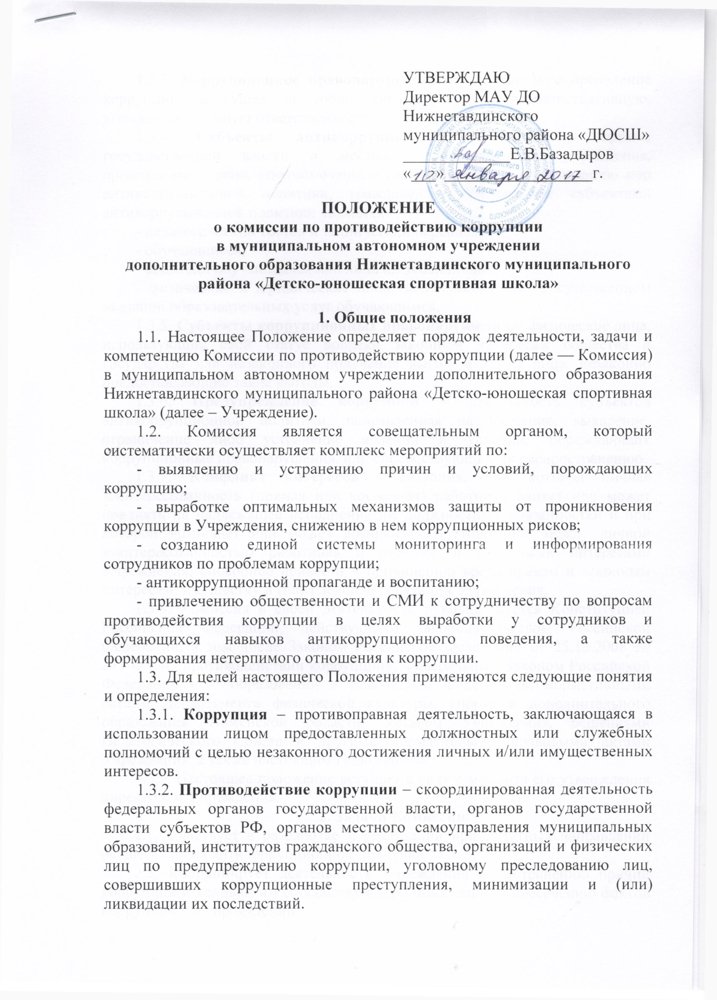 УТВЕРЖДАЮ
Директор МАУ ДО
Нижнетавдинского
муниципального района «ДЮСШ»
Е.В.Базадыров
«10» января 2017 г.
МАУ ДО
НИЖНЕТАВДИНСКОГО
МУНИЦИПАЛЬНОГО
РАЙОНА
"ДЮСШ"
ПОЛОЖЕНИЕ
о комиссии по противодействию коррупции
в муниципальном автономном учреждении
дополнительного образования Нижнетавдинского муниципального
района «Детско-юношеская спортивная школа»
1. Общие положения
1.1. Настоящее Положение определяет порядок деятельности, задачи и
компетенцию Комиссии по противодействию коррупции (далее — Комиссия)
в муниципальном автономном учреждении дополнительного образования
Нижнетавдинского муниципального района «Детско-юношеская спортивная
школа» (далее – Учреждение).
1.2. Комиссия является совещательным органом, который
систематически осуществляет комплекс мероприятий по:
- выявлению и устранению причин и условий, порождающих
коррупцию;
- выработке оптимальных механизмов защиты от проникновения
коррупции в Учреждения, снижению в нем коррупционных рисков;
- созданию единой системы мониторинга и информирования
сотрудников по проблемам коррупции;
- антикоррупционной пропаганде и воспитанию;
- привлечению общественности и СМИ к сотрудничеству по вопросам
противодействия коррупции в целях выработки у сотрудников и
обучающихся навыков антикоррупционного поведения, а также
формирования нетерпимого отношения к коррупции.
1.3. Для целей настоящего Положения применяются следующие понятия
и определения:
1.3.1. Коррупция – противоправная деятельность, заключающаяся в
использовании лицом предоставленных должностных или служебных
полномочий с целью незаконного достижения личных и/или имущественных
интересов.
1.3.2. Противодействие коррупции – скоординированная деятельность
федеральных органов государственной власти, органов государственной
власти субъектов РФ, органов местного самоуправления муниципальных
образований, институтов гражданского общества, организаций и физических
лиц по предупреждению коррупции, уголовному преследованию лиц,
совершивших коррупционные преступления, минимизации и (или)
ликвидации их последствий.